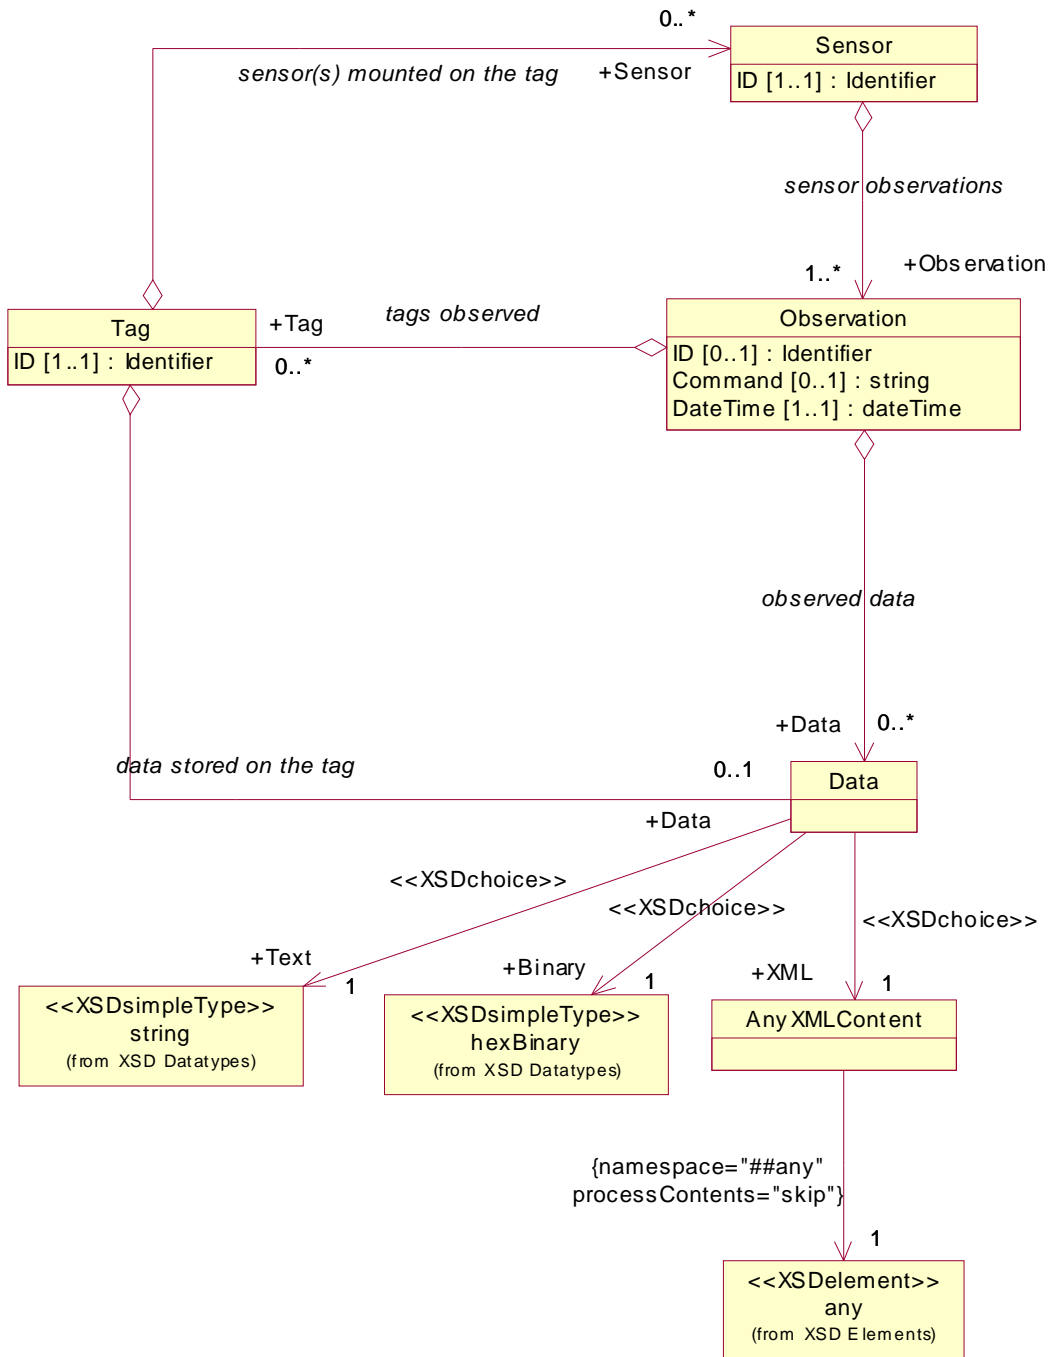 0..*
Sensor
sensor(s) mounted on the tag
+Sensor
ID [1..1] : Identifier
sensor observations
+Observation
1..*
Tag
+Tag
tags observed
Observation
ID [1..1] : Identifier
0..*
ID [0..1] : Identifier
Command [0..1] : string
DateTime [1..1] : dateTime
observed data
+Data
0..*
data stored on the tag
0..1
Data
+Data
<<XSDchoice>>
<<XSDchoice>>
<<XSDchoice>>
+Text
1
+Binary
1
+XML
1
<<XSDsimpleType>>
string
(from XSD Datatypes)
<<XSDsimpleType>>
hexBinary
(from XSD Datatypes)
AnyXMLContent
{namespace="##any"
processContents="skip"}
1
<<XSDelement>>
any
(from XSD Elements)